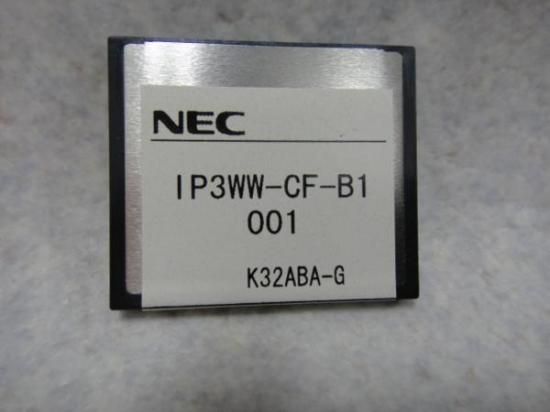 NEC
IP3WW-CF-B1
001
K32ABA-G